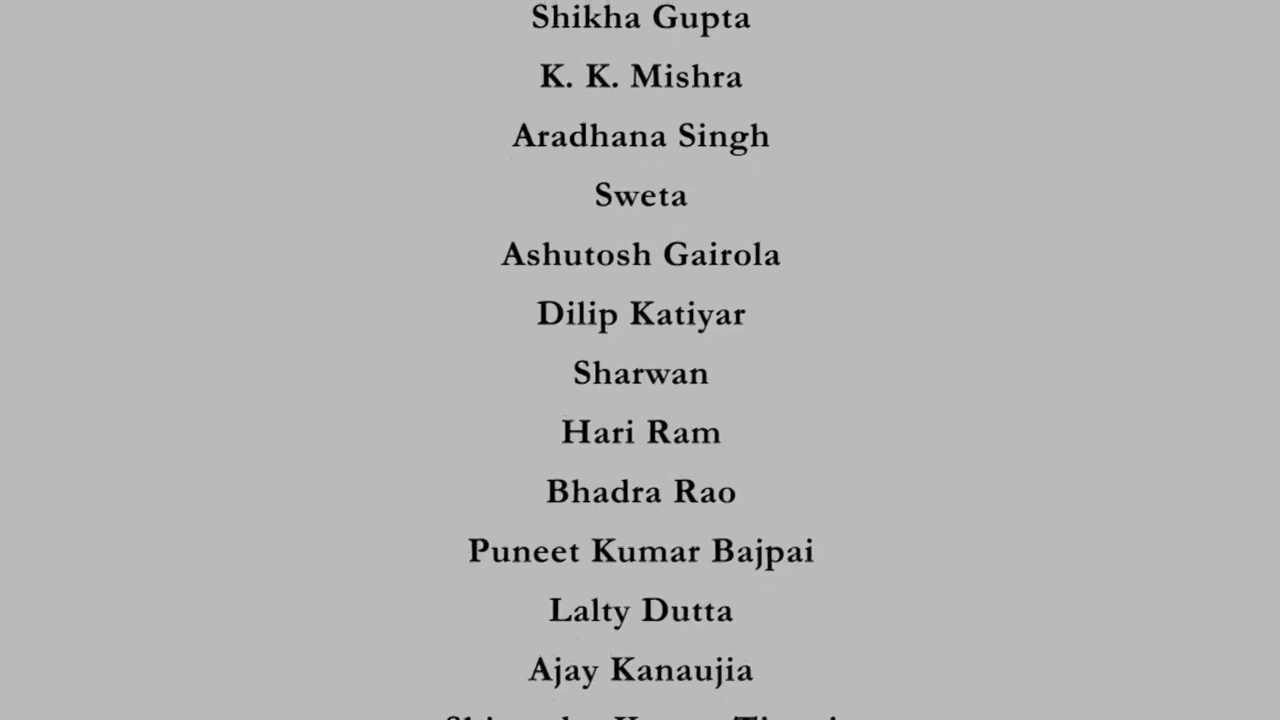 Shikha Gupta
K. K. Mishra
Aradhana Singh
Sweta
Ashutosh Gairola
Dilip Katiyar
Sharwan
Hari Ram
Bhadra Rao
Puneet Kumar Bajpai
Lalty Dutta
Ajay Kanaujia